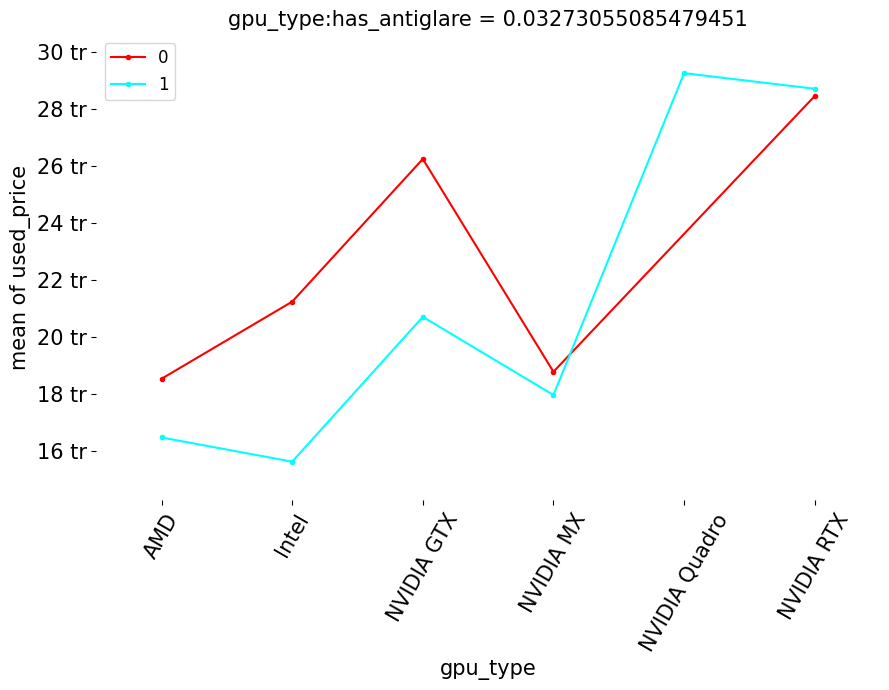 gpu_type:has_antiglare = 0.03273055085479451
0
1
mean of used_price
30 tr
28 tr
26 tr
24 tr
22 tr
20 tr
18 tr
16 tr
AMD
Intel
NVIDIA GTX
NVIDIA MX
NVIDIA Quadro
NVIDIA RTX
gpu_type